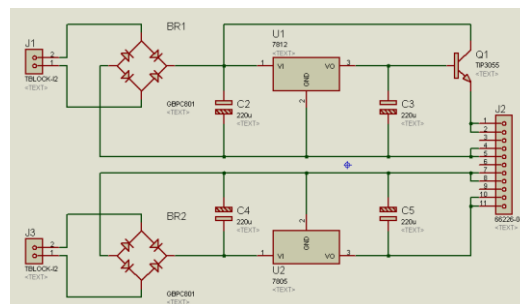 BR1
J1
2
1
TBLOCK-I2
<TEXT>
GBPC801
<TEXT>
U1
7812
<TEXT>
1
VI
VO
3
GND
2
C2
220u
<TEXT>
C3
220u
<TEXT>
Q1
TIP3055
<TEXT>
J2
1
2
3
4
5
6
7
8
9
10
11
<TEXT>
BR2
J3
2
1
TBLOCK-I2
<TEXT>
GBPC801
<TEXT>
C4
220u
<TEXT>
C5
220u
<TEXT>
2
GND
1
VI
VO
3
U2
7805
<TEXT>